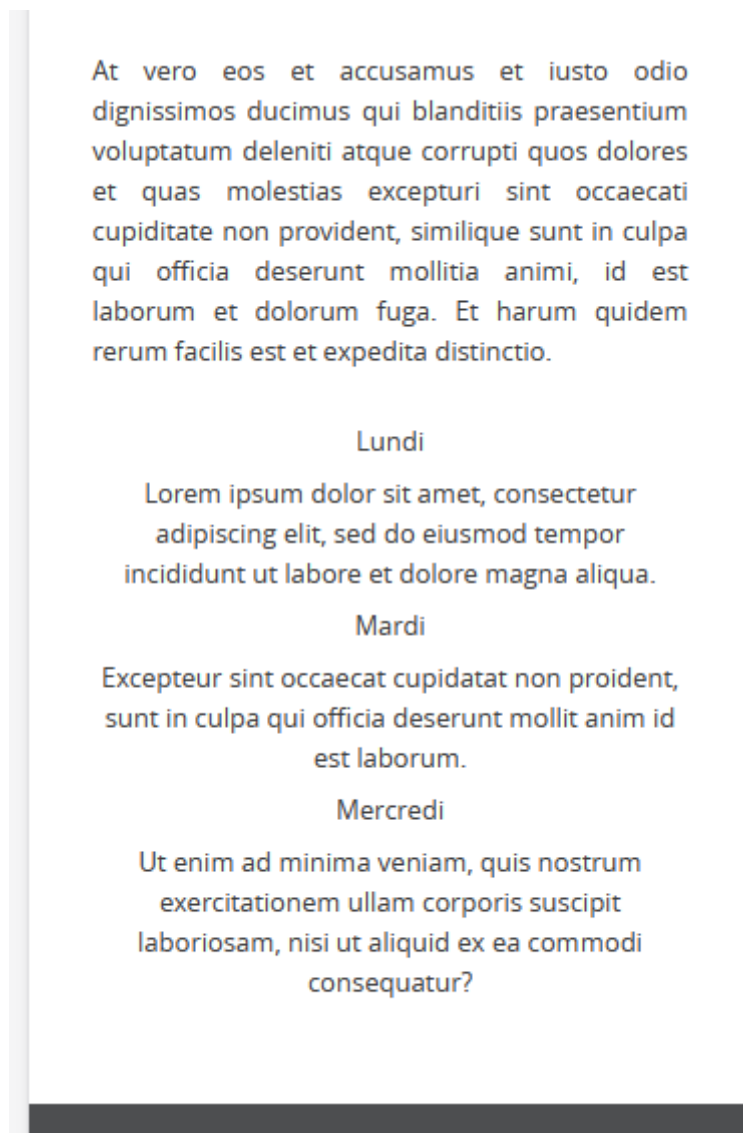 At vero eos et accusamus et iusto odio
dignissimos ducimus qui blanditiis praesentium
voluptatum deleniti atque corrupti quos dolores
et quas molestias excepturi sint occaecati
cupiditate non provident, similique sunt in culpa
qui officia deserunt mollitia animi, id est
laborum et dolorum fuga. Et harum quidem
rerum facilis est et expedita distinctio.
Lundi
Lorem ipsum dolor sit amet, consectetur
adipiscing elit, sed do eiusmod tempor
incididunt ut labore et dolore magna aliqua.
Mardi
Excepteur sint occaecat cupidatat non proident,
sunt in culpa qui officia deserunt mollit anim id
est laborum.
Mercredi
Ut enim ad minima veniam, quis nostrum
exercitationem ullam corporis suscipit
laboriosam, nisi ut aliquid ex ea commodi
consequatur?